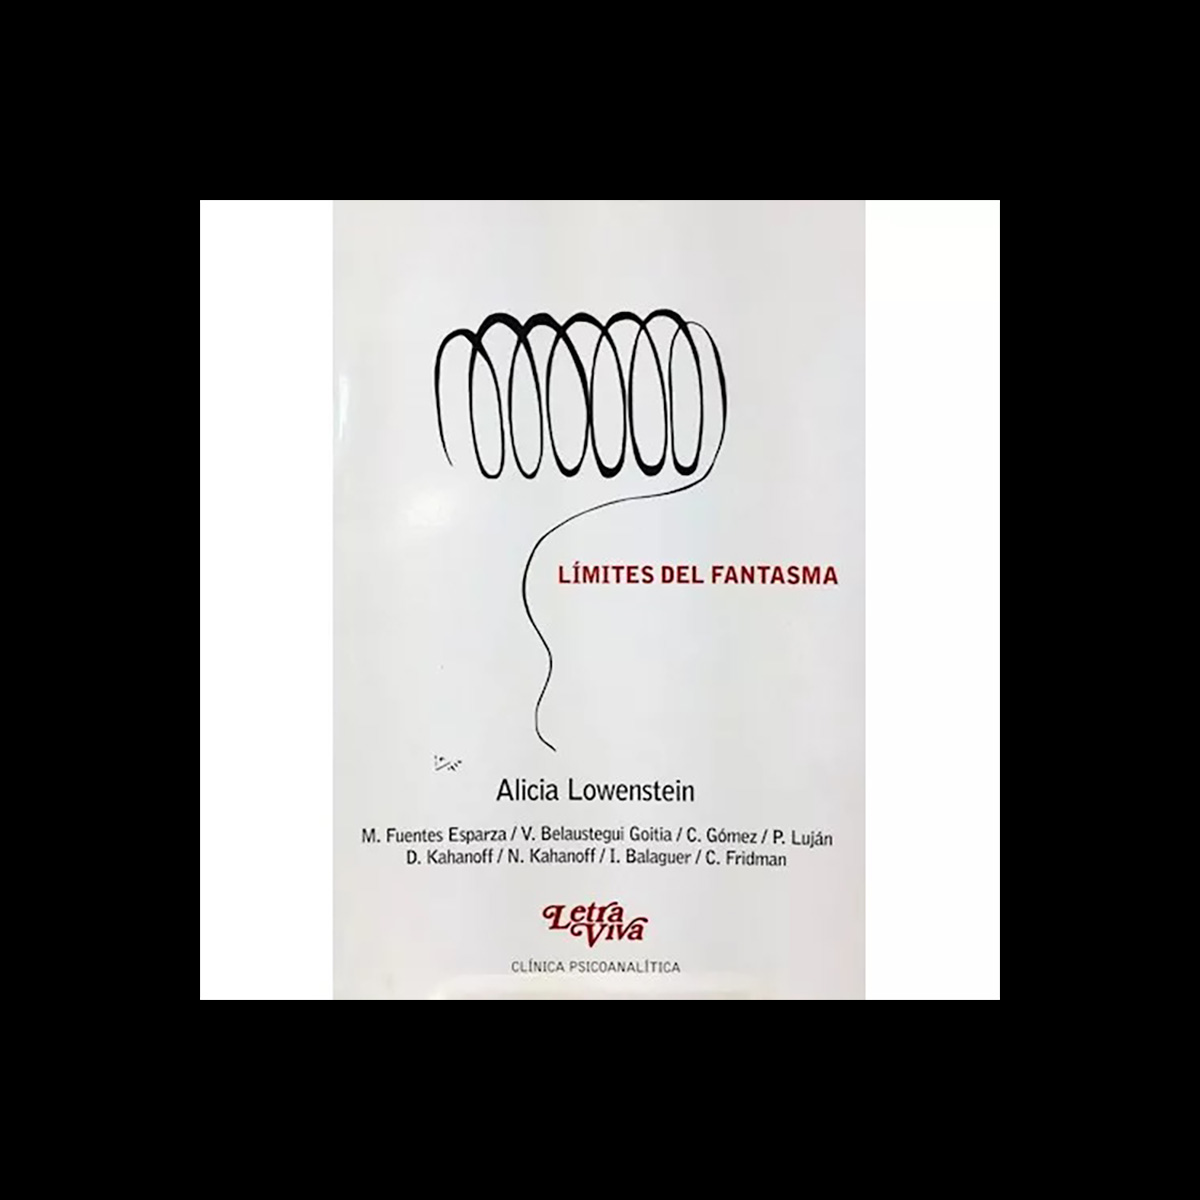 LÍMITES DEL FANTASMA
Alicia Lowenstein
M. Fuentes Esparza / V. Belaustegui Goitia / C. Gómez / P. Luján
D. Kahanoff / N. Kahanoff / I. Balaguer / C. Fridman
Letra
Viva
CLÍNICA PSICOANALÍTICA